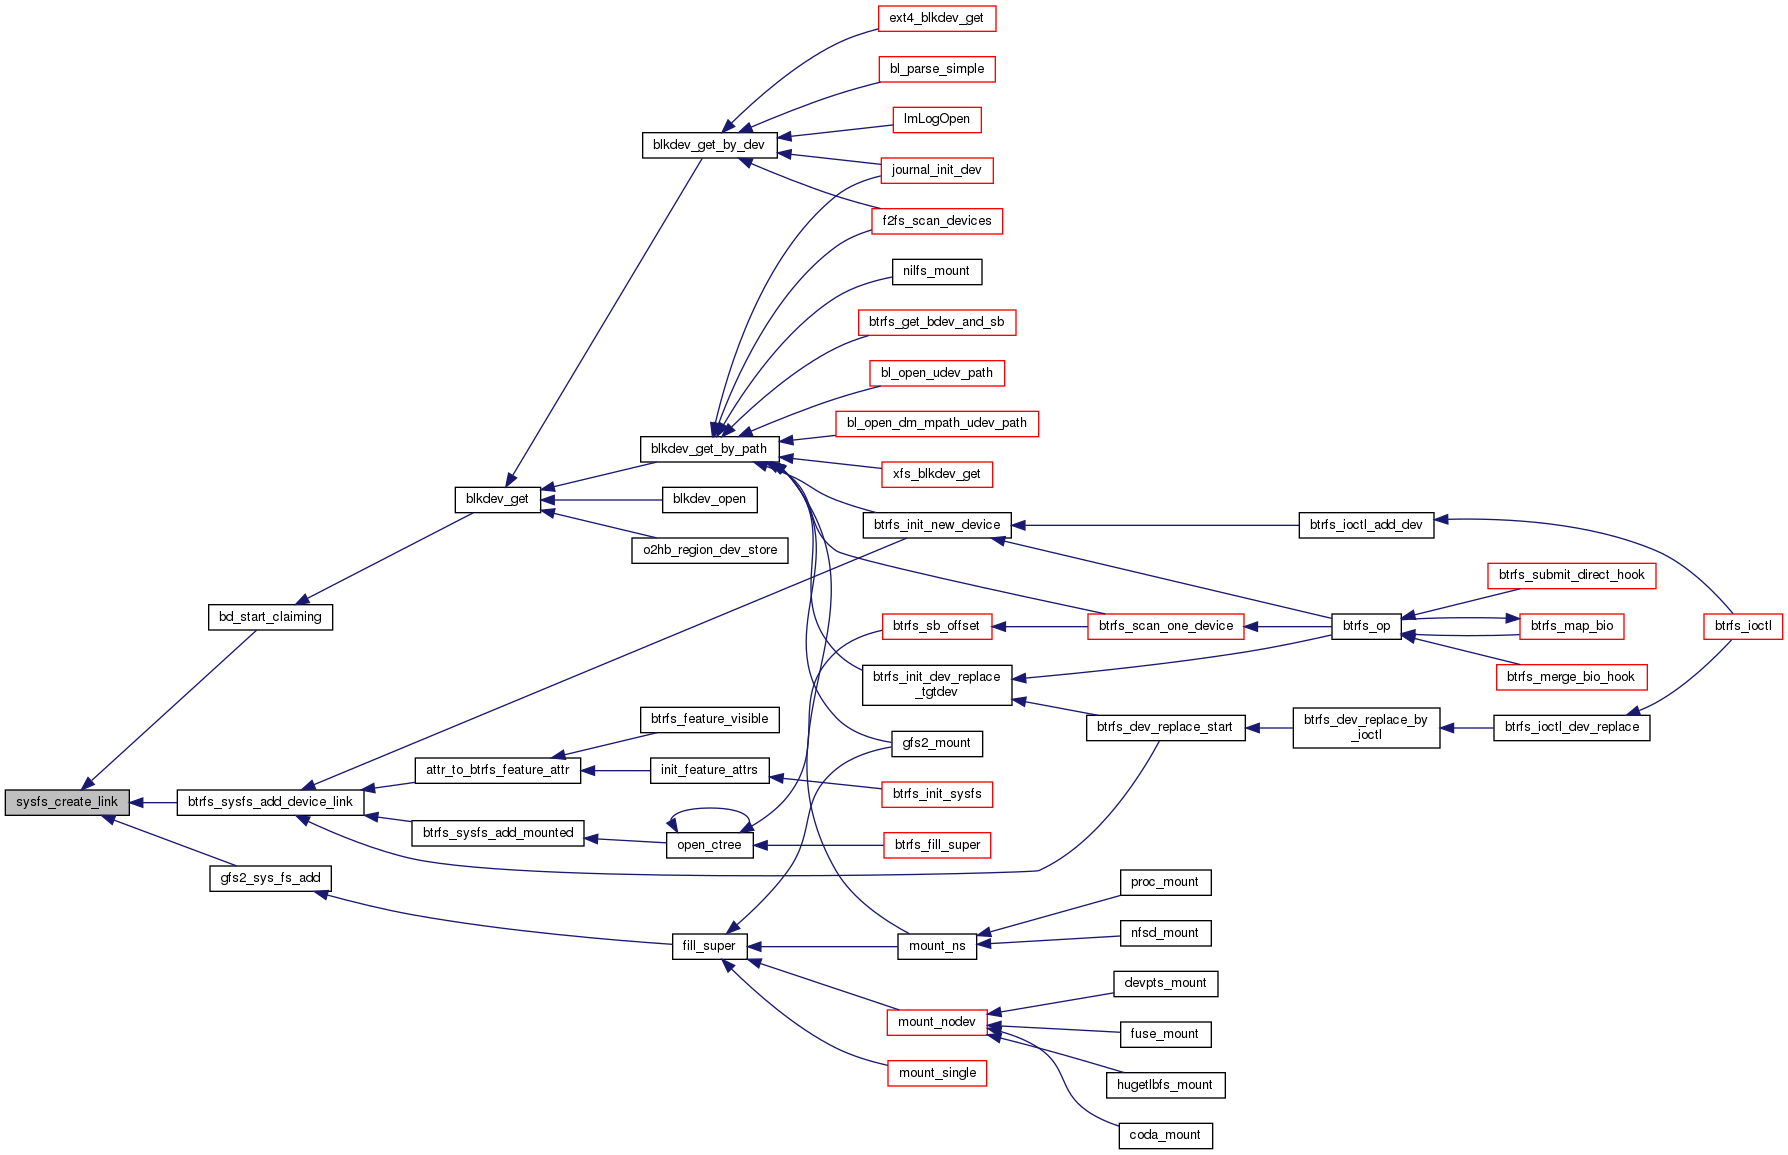 ext4_blkdev_get
bl_parse_simple
lmLogOpen
blkdev_get_by_dev
journal_init_dev
f2fs_scan_devices
nilfs_mount
btrfs_get_bdev_and_sb
bl_open_udev_path
bl_open_dm_mpath_udev_path
blkdev_get_by_path
xfs_blkdev_get
blkdev_get
blkdev_open
btrfs_init_new_device
btrfs_ioctl_add_dev
o2hb_region_dev_store
btrfs_submit_direct_hook
bd_start_claiming
btrfs_sb_offset
btrfs_scan_one_device
btrfs_op
btrfs_map_bio
btrfs_ioctl
btrfs_init_dev_replace
_tgtdev
btrfs_merge_bio_hook
btrfs_feature_visible
btrfs_dev_replace_start
btrfs_dev_replace_by
_ioctl
btrfs_ioctl_dev_replace
gfs2_mount
attr_to_btrfs_feature_attr
init_feature_attrs
btrfs_init_sysfs
sysfs_create_link
btrfs_sysfs_add_device_link
btrfs_sysfs_add_mounted
open_ctree
btrfs_fill_super
gfs2_sys_fs_add
proc_mount
nfsd_mount
fill_super
mount_ns
devpts_mount
mount_nodev
fuse_mount
mount_single
hugetlbfs_mount
coda_mount